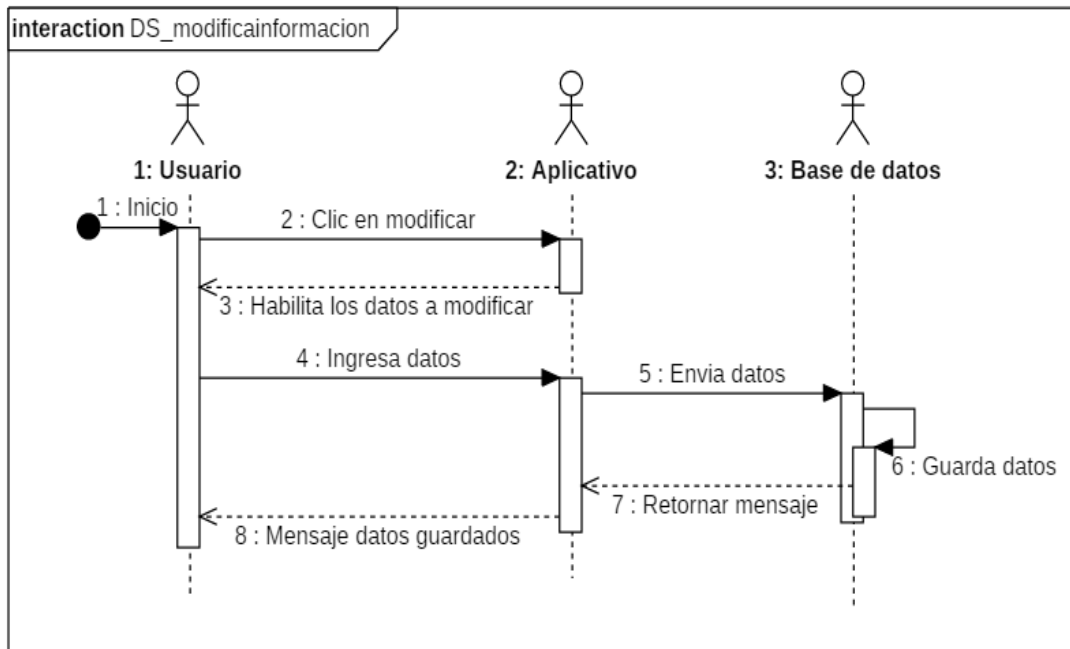 interaction DS_modificainformacion
1: Usuario
2: Aplicativo
3: Base de datos
1 : Inicio
2 : Clic en modificar
3 : Habilita los datos a modificar
4 : Ingresa datos
5 : Envia datos
6 : Guarda datos
7 : Retornar mensaje
8 : Mensaje datos guardados